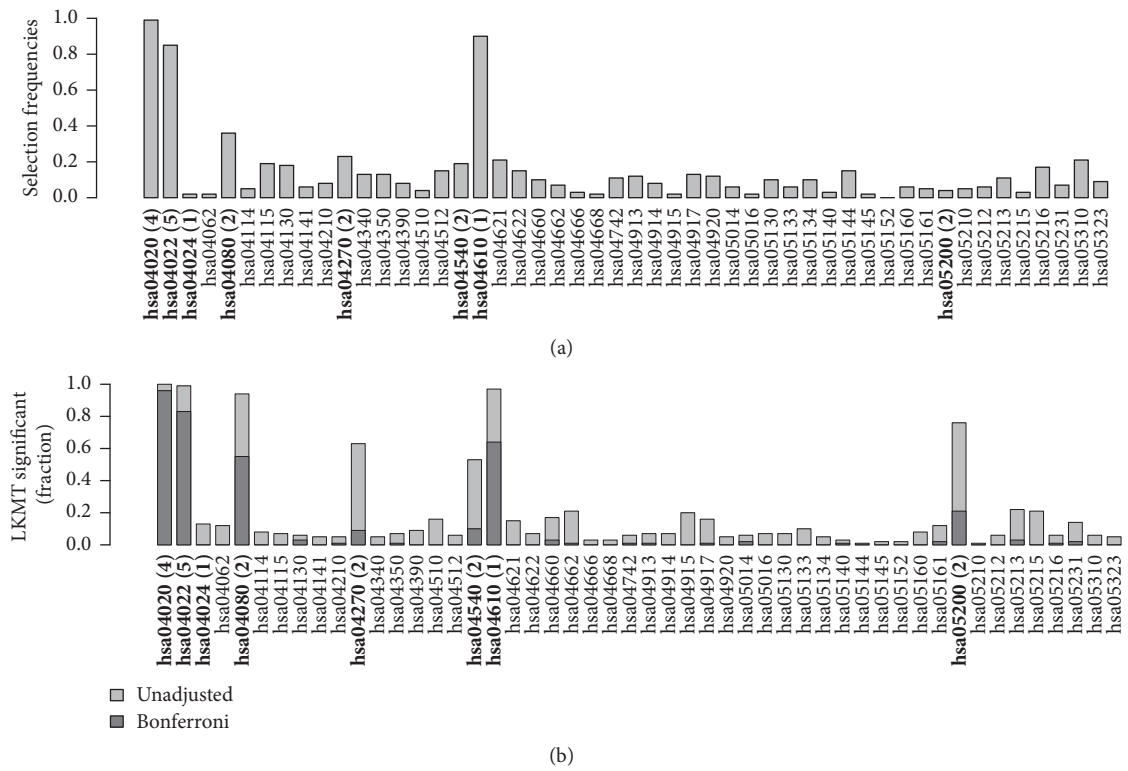 Selection frequencies
1.0
0.8
0.6
0.4
0.2
0.0
hsa04020 (4)
hsa04022 (5)
hsa04024 (1)
hsa04062
hsa04080 (2)
hsa04114
hsa04115
hsa04130
hsa04141
hsa04210
hsa04270 (2)
hsa04340
hsa04350
hsa04390
hsa04510
hsa04512
hsa04540 (2)
hsa04610 (1)
hsa04621
hsa04622
hsa04660
hsa04662
hsa04666
hsa04668
hsa04742
hsa04913
hsa04914
hsa04915
hsa04917
hsa04920
hsa05014
hsa05016
hsa05130
hsa05133
hsa05134
hsa05140
hsa05144
hsa05145
hsa05152
hsa05160
hsa05161
hsa05200 (2)
hsa05210
hsa05212
hsa05213
hsa05215
hsa05216
hsa05231
hsa05310
hsa05323
(a)
LKMT significant
(fraction)
1.0
0.8
0.6
0.4
0.2
0.0
hsa04020 (4)
hsa04022 (5)
hsa04024 (1)
hsa04062
hsa04080 (2)
hsa04114
hsa04115
hsa04130
hsa04141
hsa04210
hsa04270 (2)
hsa04340
hsa04350
hsa04390
hsa04510
hsa04512
hsa04540 (2)
hsa04610 (1)
hsa04621
hsa04622
hsa04660
hsa04662
hsa04666
hsa04668
hsa04742
hsa04913
hsa04914
hsa04915
hsa04917
hsa04920
hsa05014
hsa05016
hsa05130
hsa05133
hsa05134
hsa05140
hsa05144
hsa05145
hsa05152
hsa05160
hsa05161
hsa05200 (2)
hsa05210
hsa05212
hsa05213
hsa05215
hsa05216
hsa05231
hsa05310
hsa05323
Unadjusted
Bonferroni
(b)